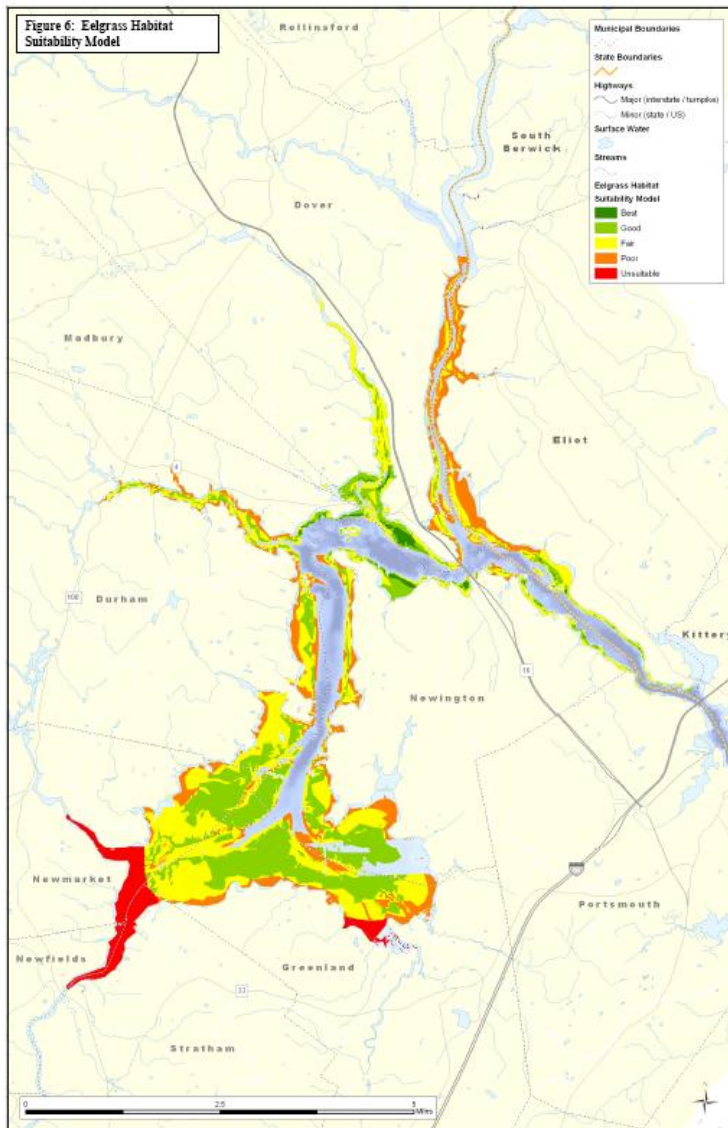 Figure 6: Eelgrass Habitat
Suitability Model
Rollinsford
Municipal Boundaries
State Boundaries
Highways
Major (interstate / turnpike)
Minor (state / US)
Surface Water
Streams
Eelgrass Habitat
Suitability Model
Best
Good
Fair
Poor
Unsuitable
South
Berwick
Dover
Madbury
Eliot
4
Durham
108
Kittery
16
Newington
Newmarket
Portsmouth
Newfields
Greenland
33
Stratham
0 2.5 5
Miles